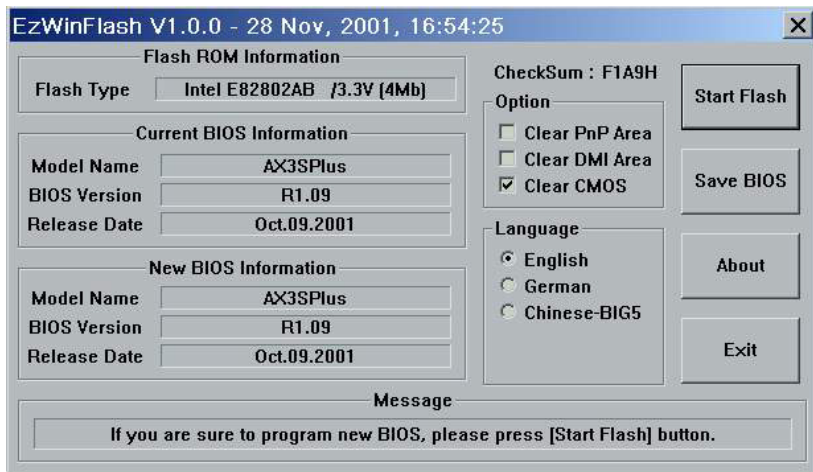 EzWinFlash V1.0.0 - 28 Nov, 2001, 16:54:25
Flash ROM Information
Flash Type Intel E82802AB /3.3V (4Mb)
Current BIOS Information
Model Name AX3SPlus
BIOS Version R1.09
Release Date Oct.09.2001
New BIOS Information
Model Name AX3SPlus
BIOS Version R1.09
Release Date Oct.09.2001
CheckSum : F1A9H
Option
Clear PnP Area
Clear DMI Area
Clear CMOS
Language
English
German
Chinese-BIG5
Start Flash
Save BIOS
About
Exit
Message
If you are sure to program new BIOS, please press [Start Flash] button.